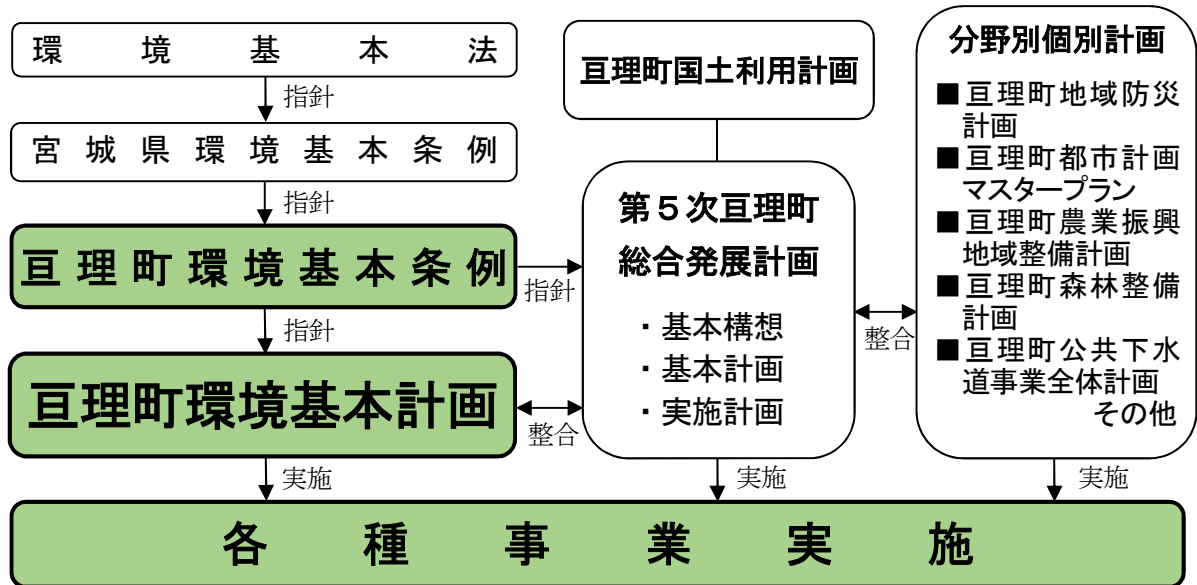 環境基本法
指針
宮城県環境基本条例
指針
亘理町環境基本条例
指針
指針
亘理町環境基本計画
整合
実施
亘理町国土利用計画
第5次亘理町
総合発展計画
・基本構想
・基本計画
・実施計画
整合
実施
分野別個別計画
■亘理町地域防災
計画
■亘理町都市計画
マスタープラン
■亘理町農業振興
地域整備計画
■亘理町森林整備
計画
■亘理町公共下水
道事業全体計画
その他
実施
各種事業実施